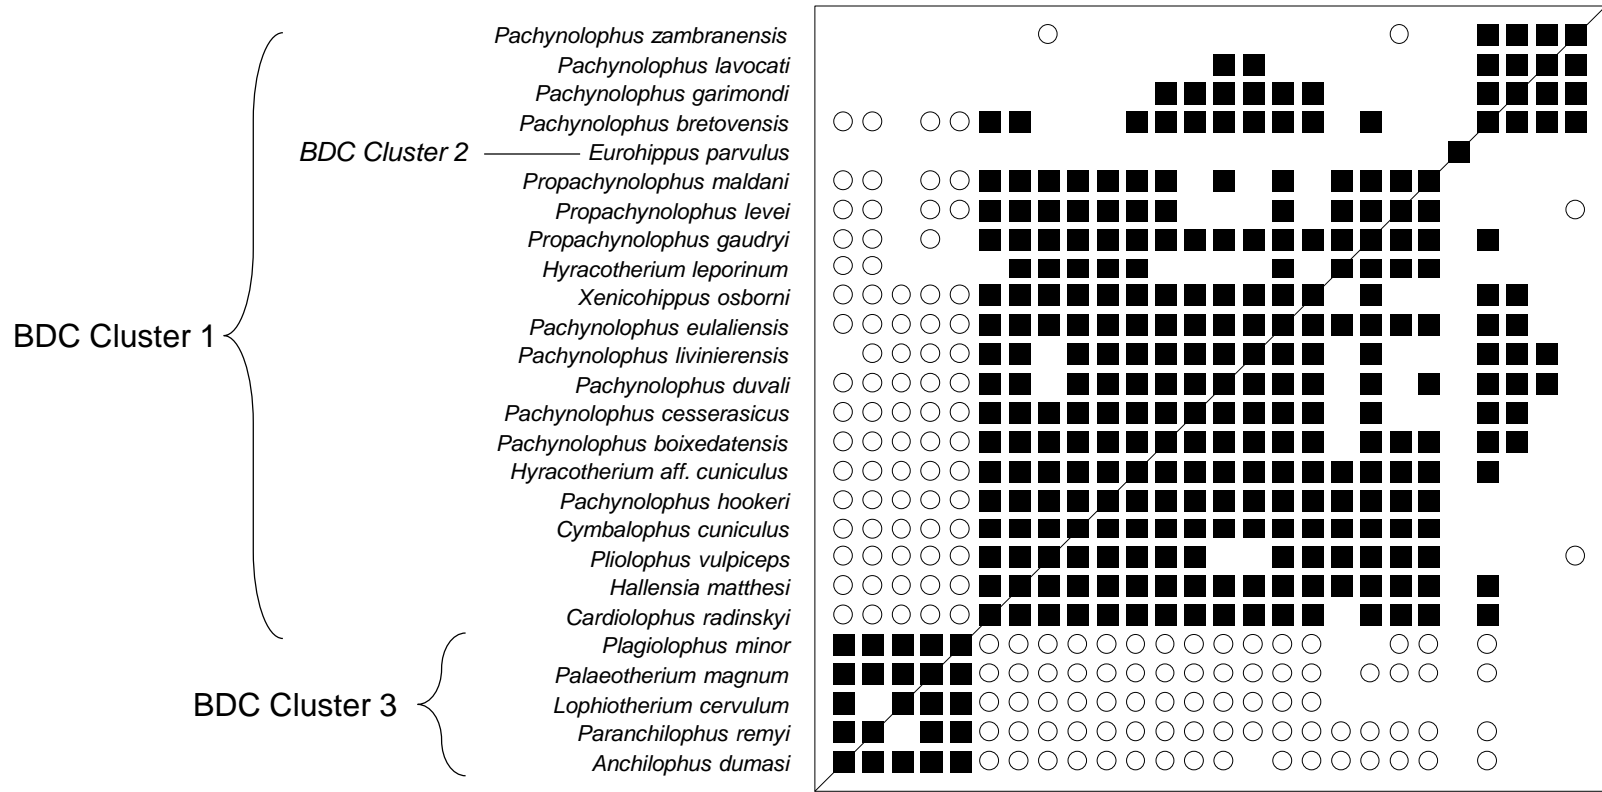 Pachynolophus zambranensis
Pachynolophus lavocati
Pachynolophus garimondi
Pachynolophus bretovensis
BDC Cluster 2
Eurohippus parvulus
Propachynolophus maldani
Propachynolophus levei
Propachynolophus gaudryi
Hyracotherium leporinum
Xenicohippus osborni
Pachynolophus eulaliensis
BDC Cluster 1
Pachynolophus livinierensis
Pachynolophus duvali
Pachynolophus cesserasicus
Pachynolophus boixedatensis
Hyracotherium aff. cuniculus
Pachynolophus hookeri
Cymbalophus cuniculus
Pliolophus vulpiceps
Hallensia matthesi
Cardiolophus radinskyi
Plagiolophus minor
Palaeotherium magnum
BDC Cluster 3
Lophiotherium cervulum
Paranchilophus remyi
Anchilophus dumasi